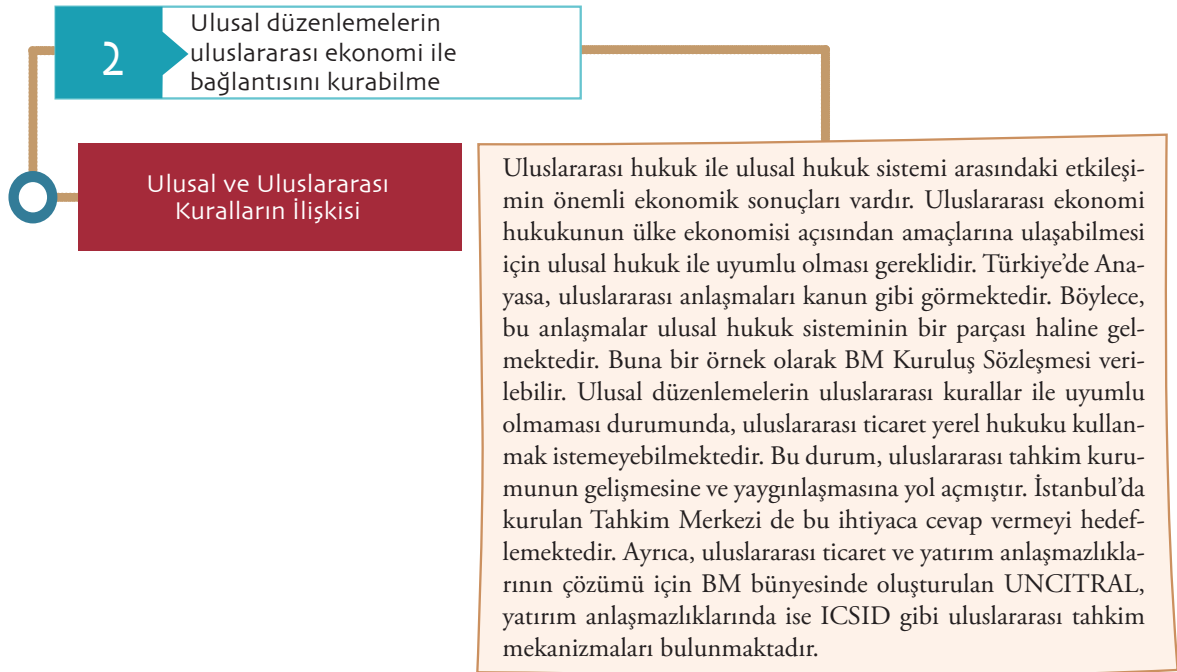 2
Ulusal düzenlemelerin
uluslararası ekonomi ile
bağlantısını kurabilme
Ulusal ve Uluslararası
Kuralların İlişkisi
Uluslararası hukuk ile ulusal hukuk sistemi arasındaki etkileşi-
min önemli ekonomik sonuçları vardır. Uluslararası ekonomi
hukukunun ülke ekonomisi açısından amaçlarına ulaşabilmesi
için ulusal hukuk ile uyumlu olması gereklidir. Türkiye’de Ana-
yasa, uluslararası anlaşmaları kanun gibi görmektedir. Böylece,
bu anlaşmalar ulusal hukuk sisteminin bir parçası haline gel-
mektedir. Buna bir örnek olarak BM Kuruluş Sözleşmesi veri-
lebilir. Ulusal düzenlemelerin uluslararası kurallar ile uyumlu
olmaması durumunda, uluslararası ticaret yerel hukuku kullan-
mak istemeyebilmektedir. Bu durum, uluslararası tahkim kuru-
munun gelişmesine ve yaygınlaşmasına yol açmıştır. İstanbul’da
kurulan Tahkim Merkezi de bu ihtiyaca cevap vermeyi hedef-
lemektedir. Ayrıca, uluslararası ticaret ve yatırım anlaşmazlıkla-
rının çözümü için BM bünyesinde oluşturulan UNCITRAL,
yatırım anlaşmazlıklarında ise ICSID gibi uluslararası tahkim
mekanizmaları bulunmaktadır.